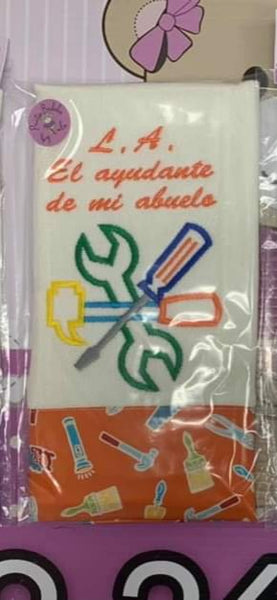 L. A.
El ayudante
de mi abuelo